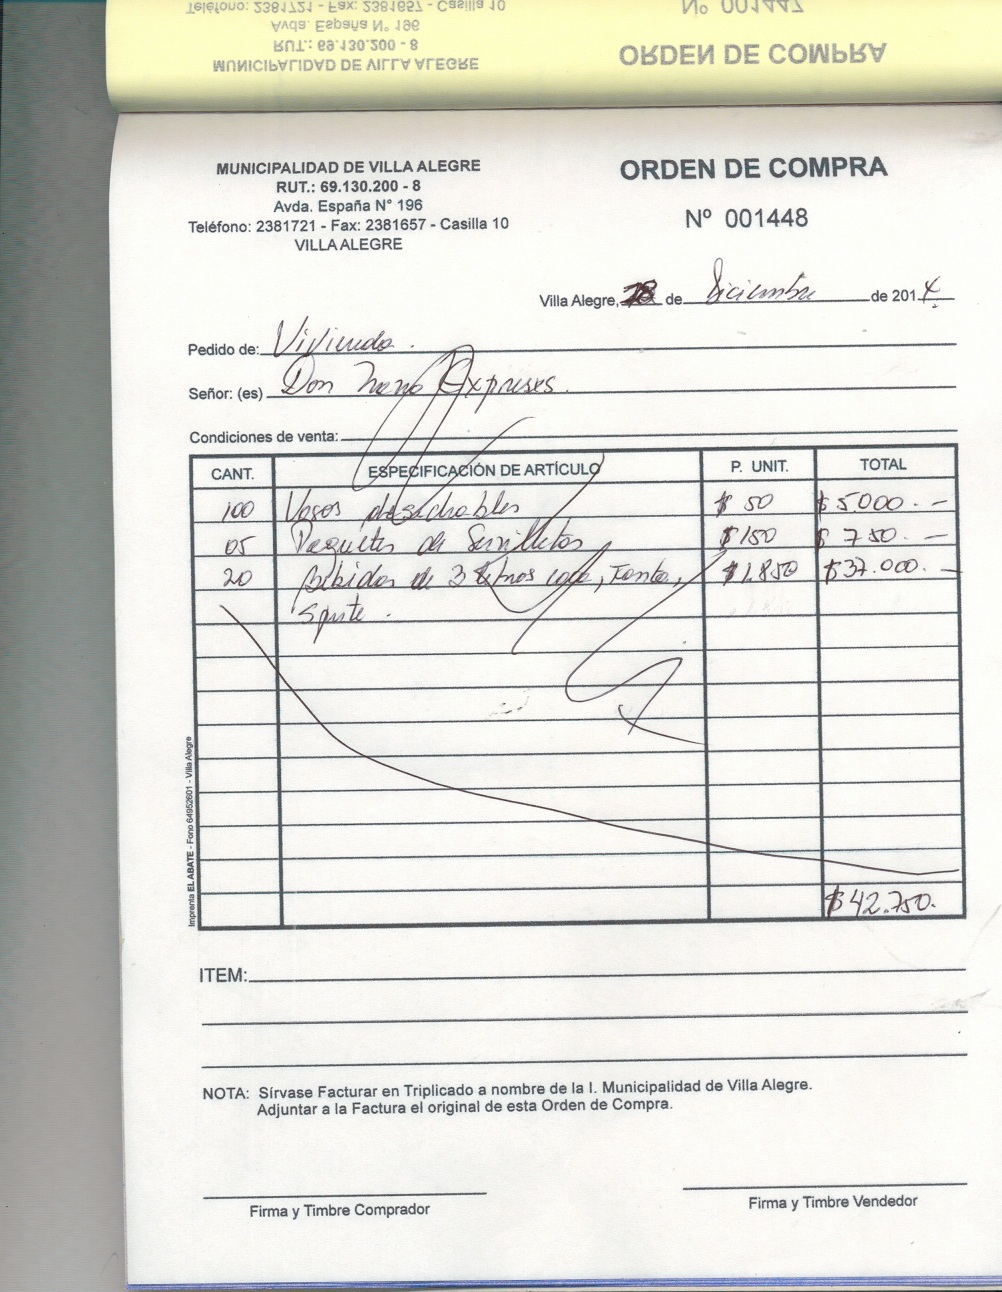 Teléfono: 2381721 - Fax: 2381657 - Casilla 10
Avda. España N° 196
RUT.: 69.130.200 - 8
MUNICIPALIDAD DE VILLA ALEGRE
Nº 001447
ORDEN DE COMPRA
MUNICIPALIDAD DE VILLA ALEGRE
RUT.: 69.130.200 - 8
Avda. España N° 196
Teléfono: 2381721 - Fax: 2381657 - Casilla 10
VILLA ALEGRE
ORDEN DE COMPRA
Nº 001448
Villa Alegre, de Diciembre de 2014
Pedido de: Vivienda.
Señor: (es) Don Nano Expreses.
Condiciones de venta:
CANT. ESPECIFICACIÓN DE ARTÍCULO P. UNIT. TOTAL
100 Vasos desechables $ 50 $ 5.000.-
05 Paquetes de Servilletas $ 150 $ 750.-
20 Bebidas de 3 Litros coca, Fanta, $ 1.850 $ 37.000.-
Sprite.
$ 42.750.
Imprenta EL ABATE - Fono 64952601 - Villa Alegre
ITEM:
NOTA: Sírvase Facturar en Triplicado a nombre de la I. Municipalidad de Villa Alegre.
Adjuntar a la Factura el original de esta Orden de Compra.
Firma y Timbre Comprador
Firma y Timbre Vendedor